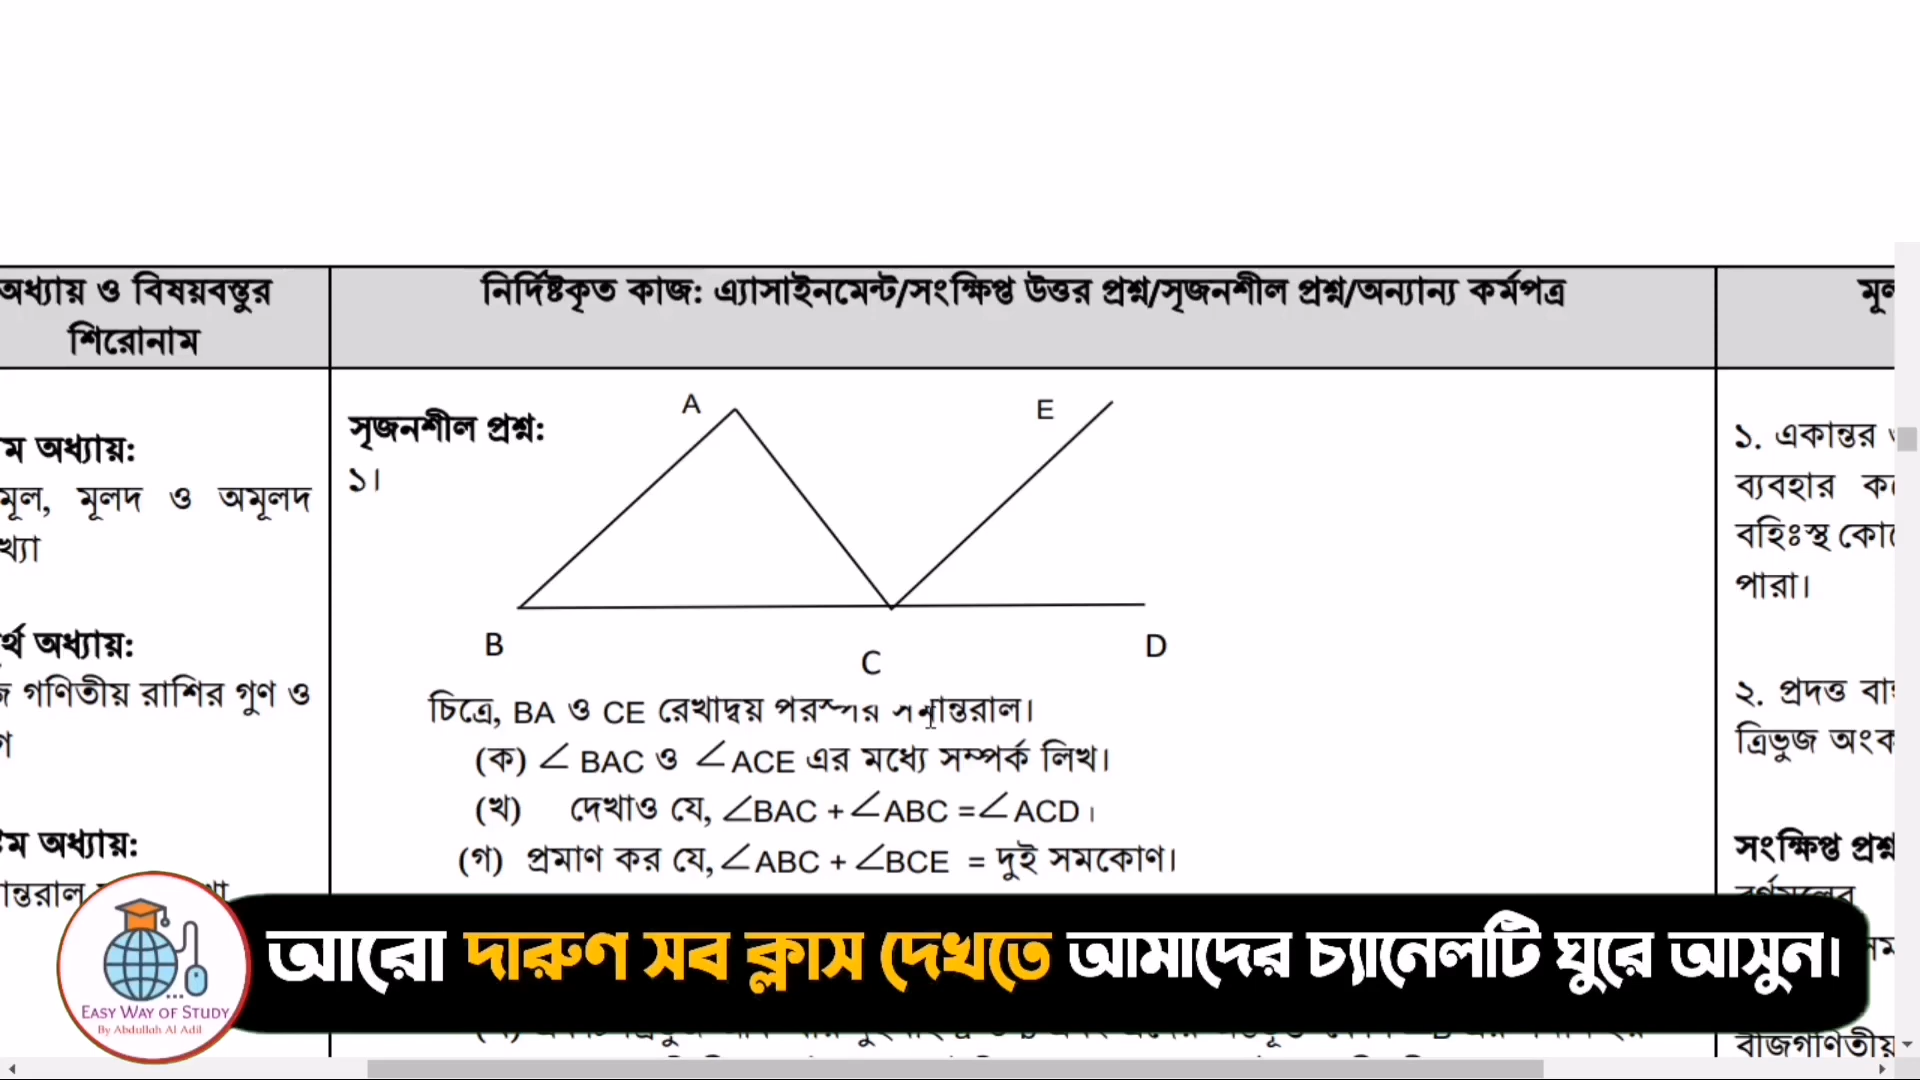 অধ্যায় ও বিষয়বস্তুর
শিরোনাম
নির্দিষ্টকৃত কাজ: এ্যাসাইনমেন্ট/সংক্ষিপ্ত উত্তর প্রশ্ন/সৃজনশীল প্রশ্ন/অন্যান্য কর্মপত্র
অধ্যায়:
মূলদ ও অমূলদ
অধ্যায়:
গণিতীয় রাশির গুণ ও
অধ্যায়:
সৃজনশীল প্রশ্ন:
১।
A
E
B
C
D
চিত্রে, BA ও CE রেখাদ্বয় পরস্পর সমান্তরাল।
(ক) ∠ BAC ও ∠ACE এর মধ্যে সম্পর্ক লিখ।
(খ) দেখাও যে, ∠BAC + ∠ABC = ∠ACD।
(গ) প্রমাণ কর যে, ∠ABC + ∠BCE = দুই সমকোণ।
১. একান্তর
ব্যবহার
বহিঃস্থ
পারা।
২. প্রদত্ত
ত্রিভুজ
সংক্ষিপ্ত প্রশ্ন
বীজগণিতীয়
আরো দারুণ সব ক্লাস দেখতে আমাদের চ্যানেলটি ঘুরে আসুন।
EASY WAY OF STUDY
By Abdullah Al Adil